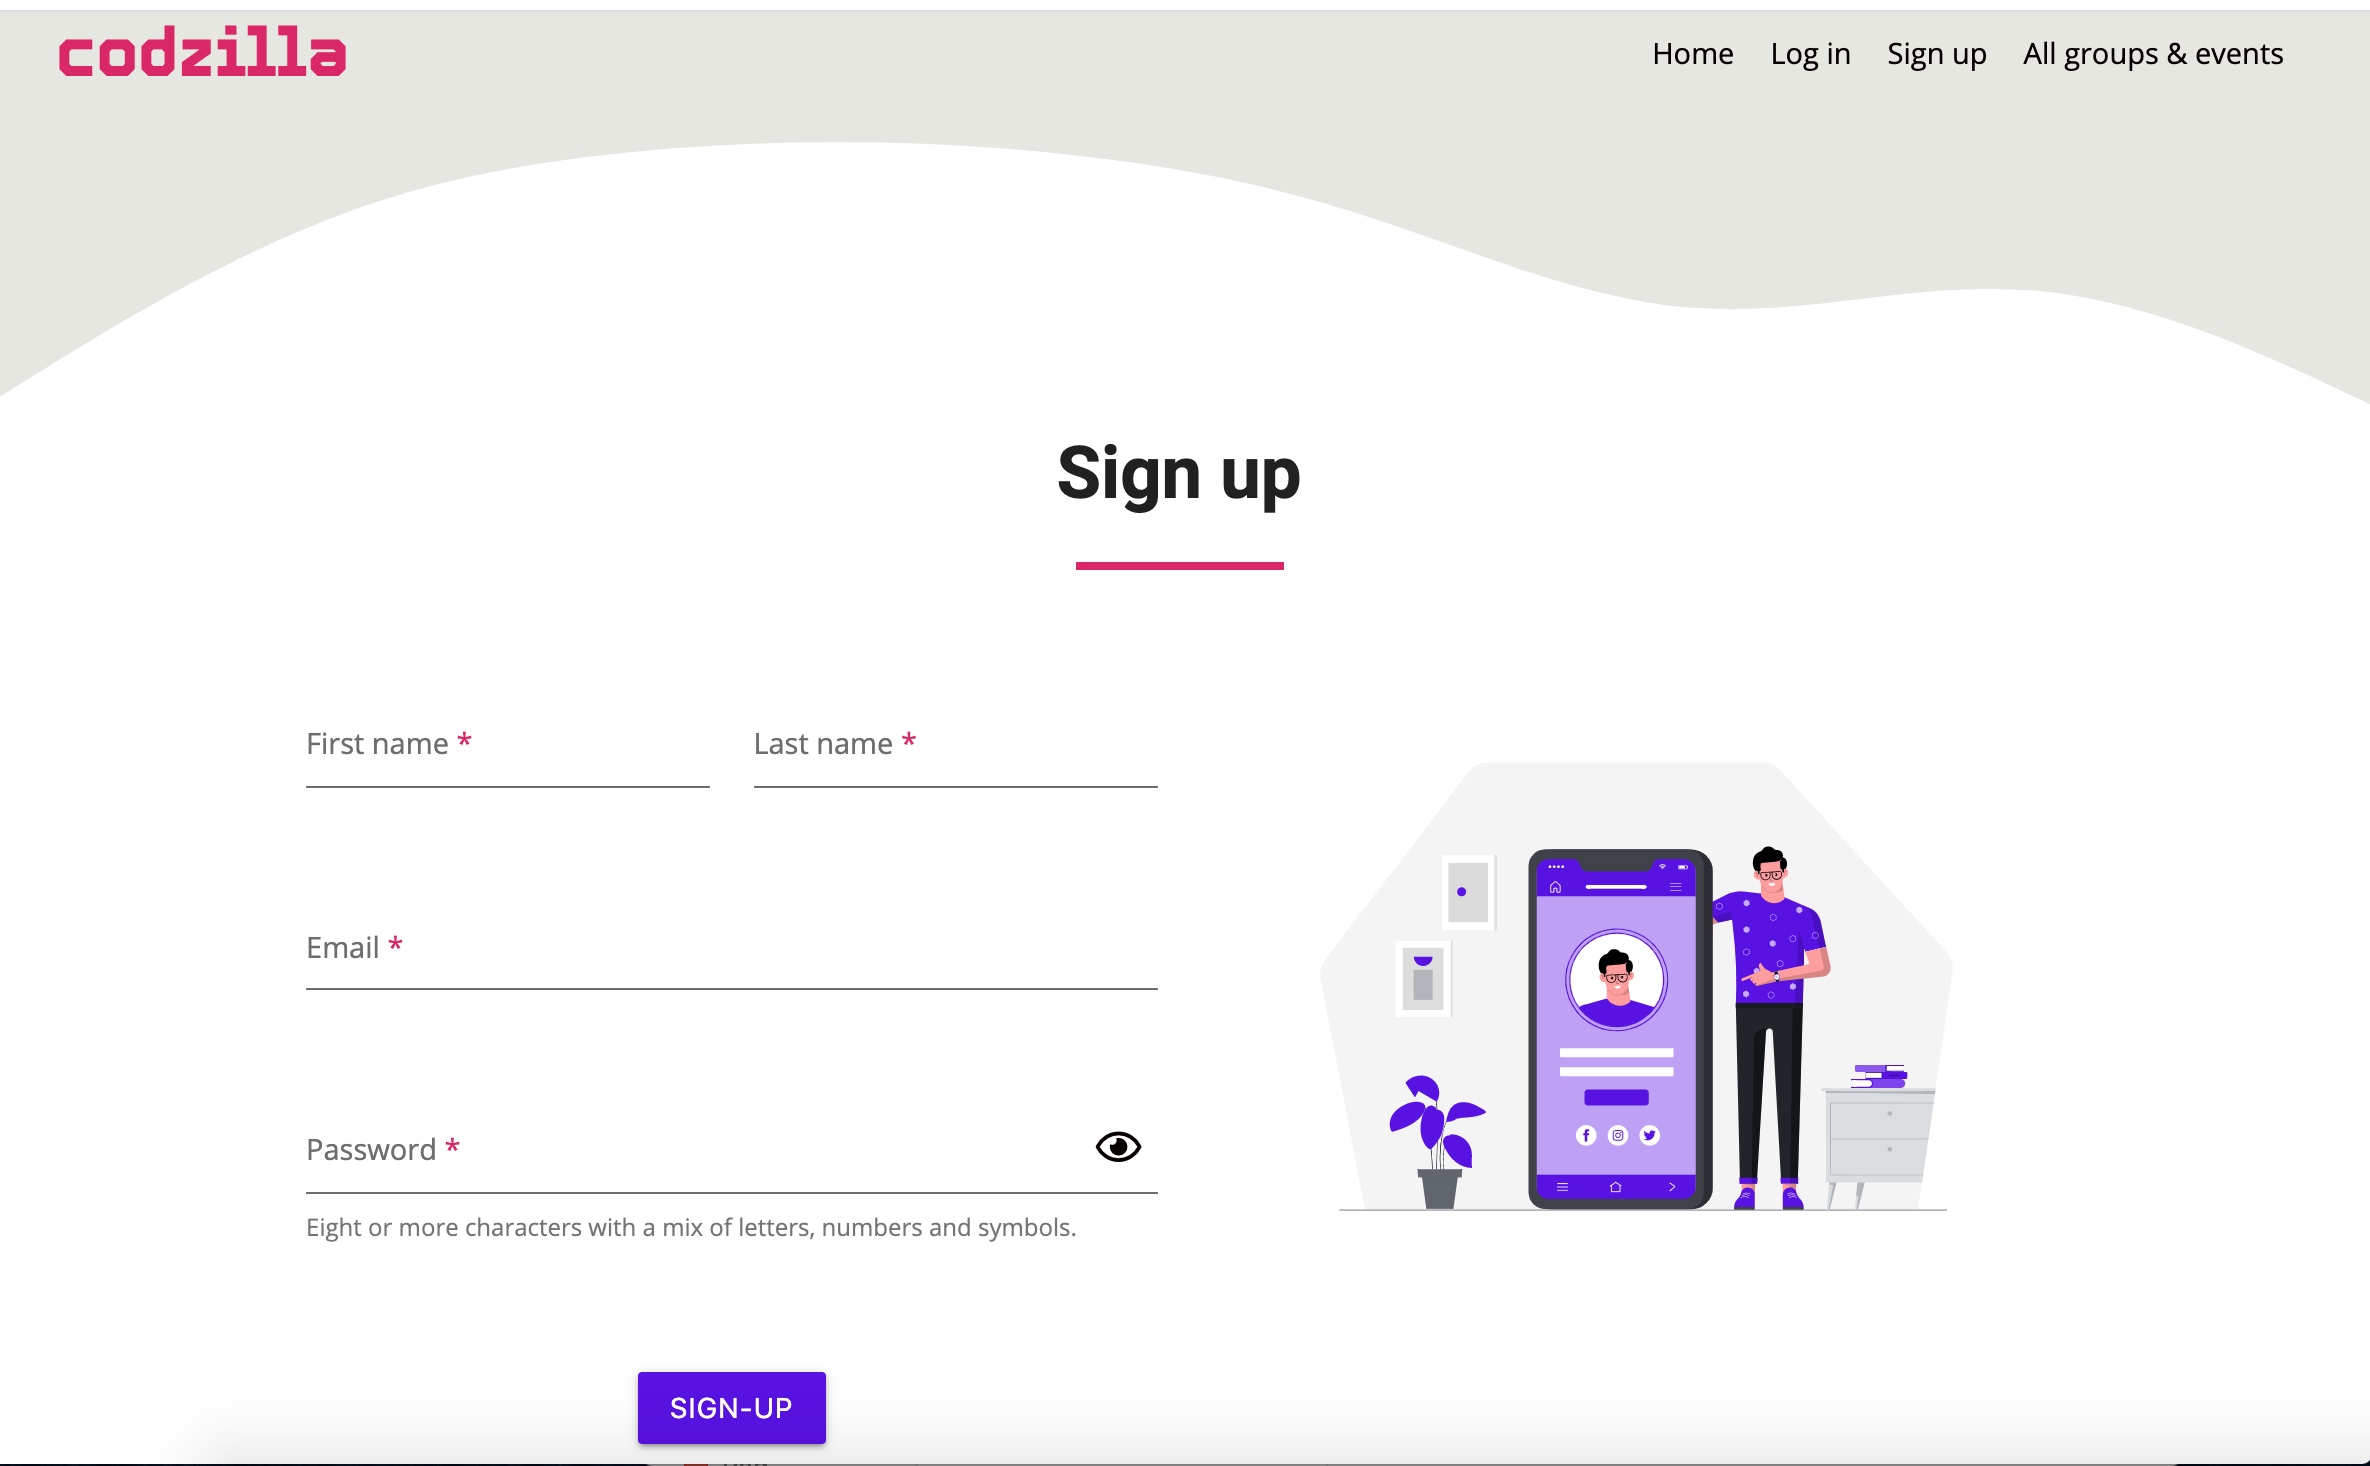 codzilla
Home Log in Sign up All groups & events
Sign up
First name * Last name *
Email *
Password *
Eight or more characters with a mix of letters, numbers and symbols.
SIGN-UP